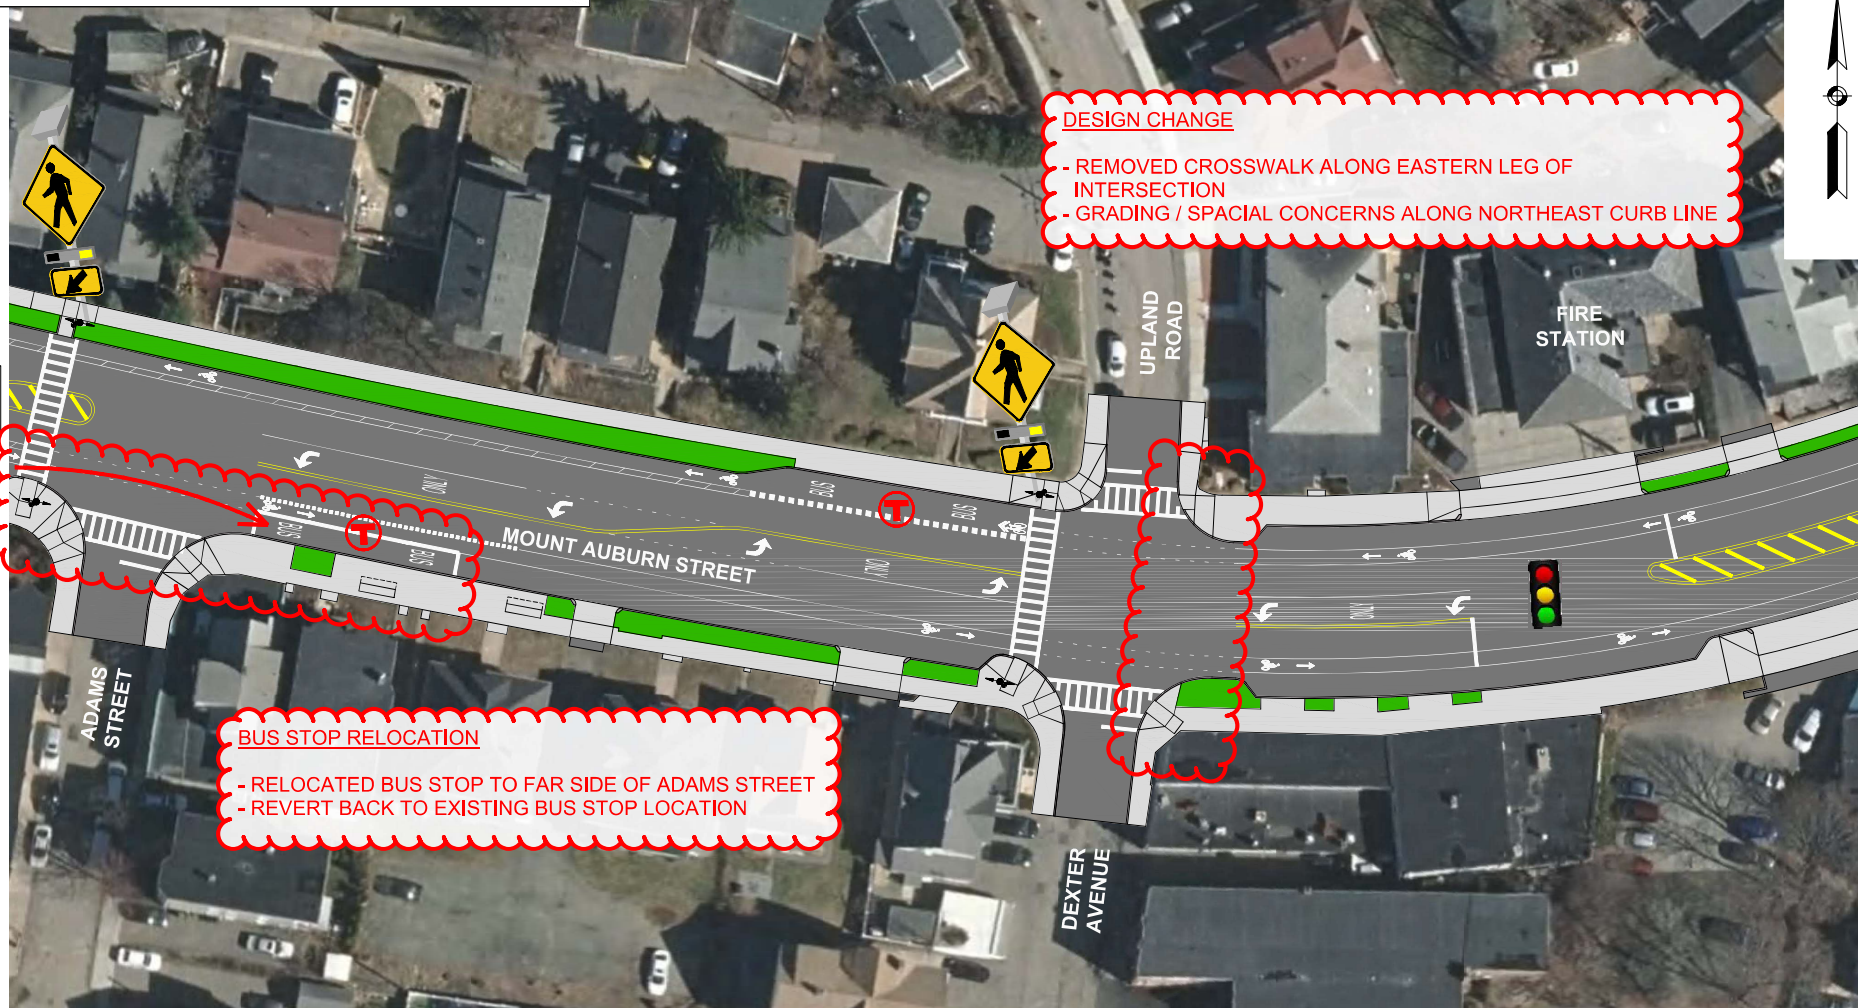 DESIGN CHANGE
- REMOVED CROSSWALK ALONG EASTERN LEG OF
INTERSECTION
- GRADING / SPACIAL CONCERNS ALONG NORTHEAST CURB LINE
UPLAND
ROAD
FIRE
STATION
ONLY
BUS
T
BUS
BUS
T
BUS
MOUNT AUBURN STREET
ONLY
ONLY
ADAMS
STREET
BUS STOP RELOCATION
- RELOCATED BUS STOP TO FAR SIDE OF ADAMS STREET
- REVERT BACK TO EXISTING BUS STOP LOCATION
DEXTER
AVENUE